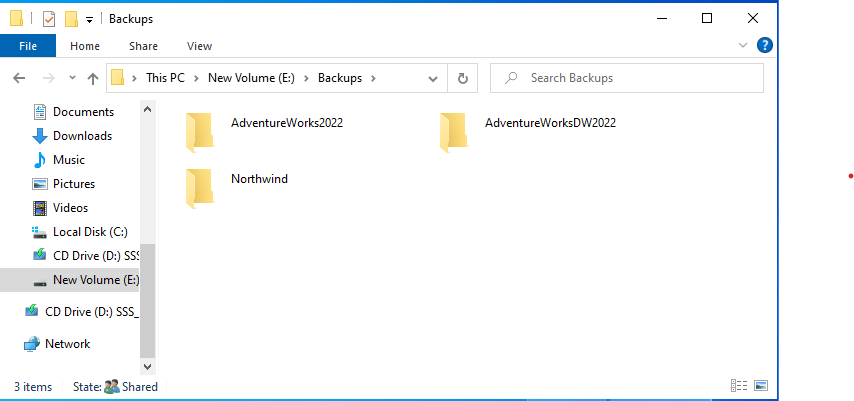 Backups
File Home Share View
This PC New Volume (E:) Backups
Search Backups
Documents
Downloads
Music
Pictures
Videos
Local Disk (C:)
CD Drive (D:) SSS
New Volume (E:)
CD Drive (D:) SSS_
Network
AdventureWorks2022
AdventureWorksDW2022
Northwind
3 items State: Shared